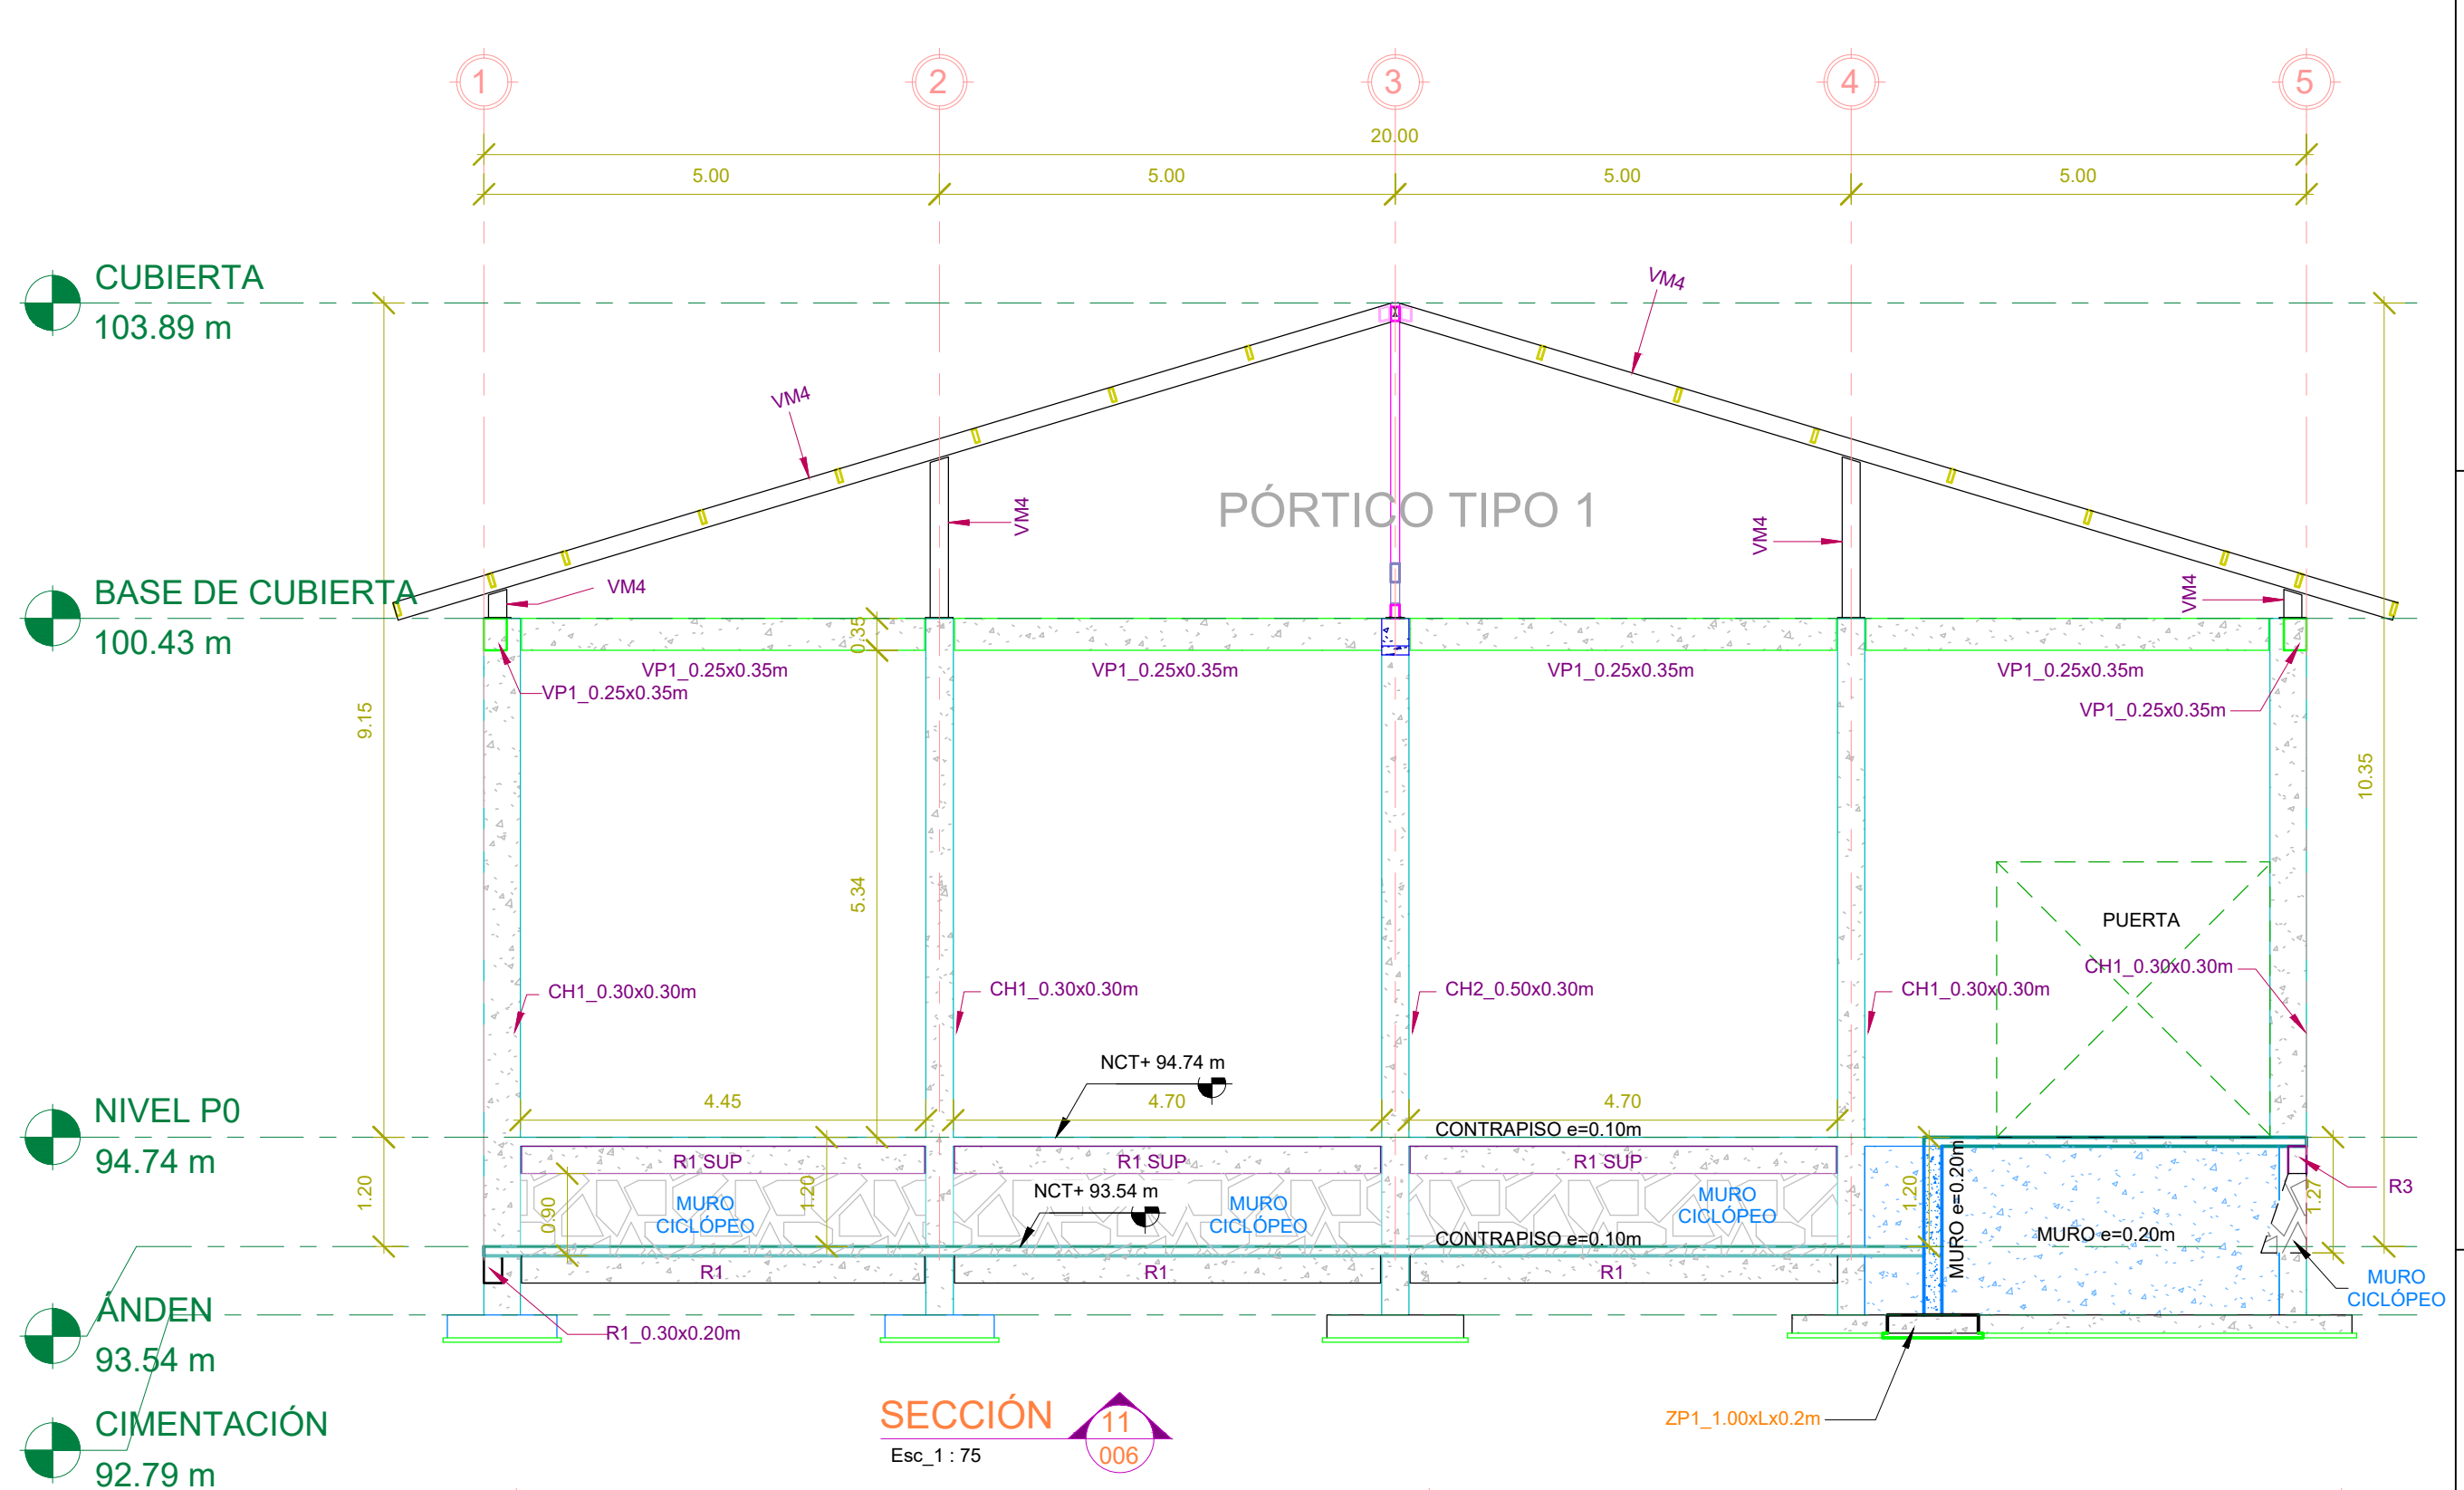 1
2
3
4
5
20.00
5.00
5.00
5.00
5.00
CUBIERTA
103.89 m
VM4
VM4
PÓRTICO TIPO 1
VM4
VM4
VM4
VM4
BASE DE CUBIERTA
100.43 m
0.35
VP1_0.25x0.35m
VP1_0.25x0.35m
VP1_0.25x0.35m
VP1_0.25x0.35m
VP1_0.25x0.35m
VP1_0.25x0.35m
9.15
10.35
5.34
PUERTA
CH1_0.30x0.30m
CH1_0.30x0.30m
CH1_0.30x0.30m
CH2_0.50x0.30m
CH1_0.30x0.30m
NCT+ 94.74 m
NIVEL P0
94.74 m
4.45
4.70
4.70
CONTRAPISO e=0.10m
R1 SUP
R1 SUP
R1 SUP
1.20
0.90
1.20
NCT+ 93.54 m
MURO
CICLÓPEO
MURO
CICLÓPEO
MURO
CICLÓPEO
1.20
MURO e=0.20m
MURO e=0.20m
1.27
R3
CONTRAPISO e=0.10m
R1
R1
R1
MURO
CICLÓPEO
ÁNDEN
93.54 m
R1_0.30x0.20m
CIMENTACIÓN
92.79 m
SECCIÓN
11
006
Esc_1 : 75
ZP1_1.00xLx0.2m